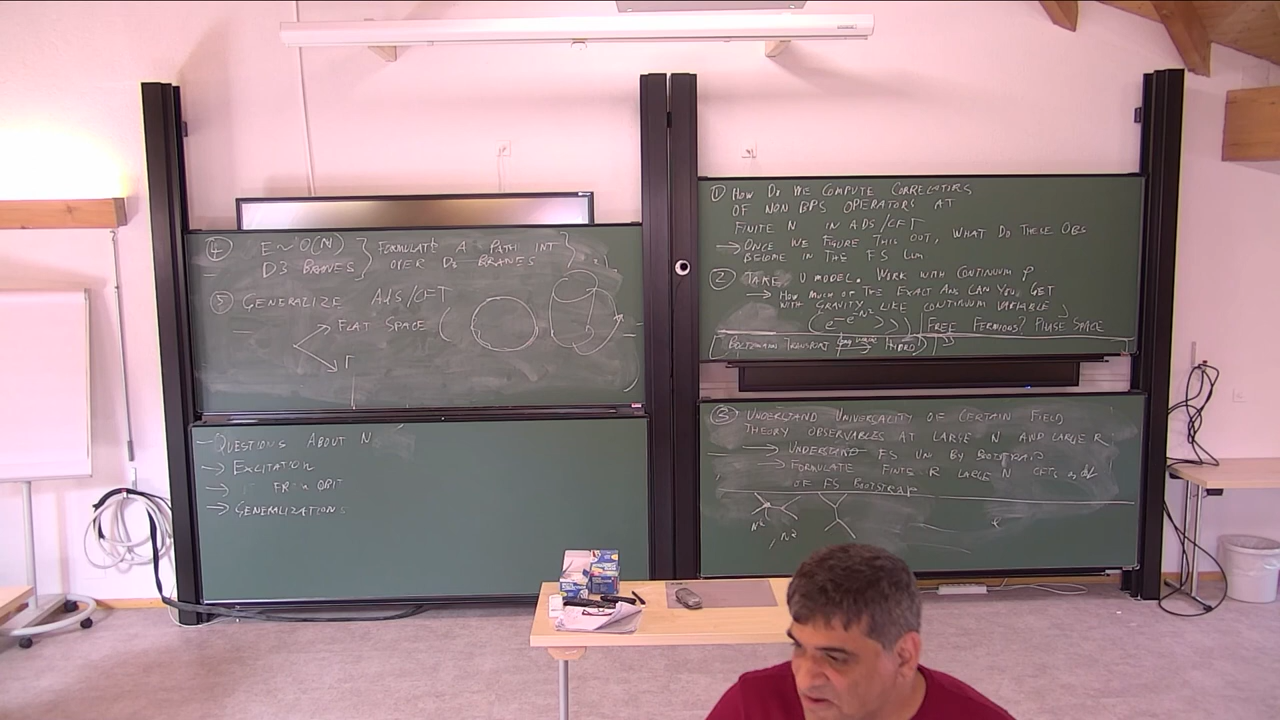 ④ E ~ O(N) } FORMULATE A PATH INT }
D3 BRANES } OVER D3 BRANES
⑤ GENERALIZE AdS/CFT
→ FLAT SPACE (
- QUESTIONS ABOUT N
→ EXCITATION
→
→ GENERALIZATIONS
① HOW DO WE COMPUTE CORRELATORS
OF NON BPS OPERATORS AT
FINITE N IN ADS/CFT
→ ONCE WE FIGURE THIS OUT, WHAT DO THESE OBS
BECOME IN THE FS LIM
② TAKE U MODEL. WORK WITH CONTINUUM ρ
→ HOW MUCH OF THE EXACT ANS CAN YOU GET
WITH GRAVITY LIKE CONTINUUM VARIABLE
FREE FERMIONS? PHASE SPACE
BOLTZMANN TRANSPORT → HYDRO
③ UNDERSTAND UNIVERSALITY OF CERTAIN FIELD
THEORY OBSERVABLES AT LARGE N AND LARGE R
→ UNDERSTAND FS UN BY BOOTSTRAP
→ FORMULATE FINITE R LARGE N CFTs as
OF FS BOOTSTRAP